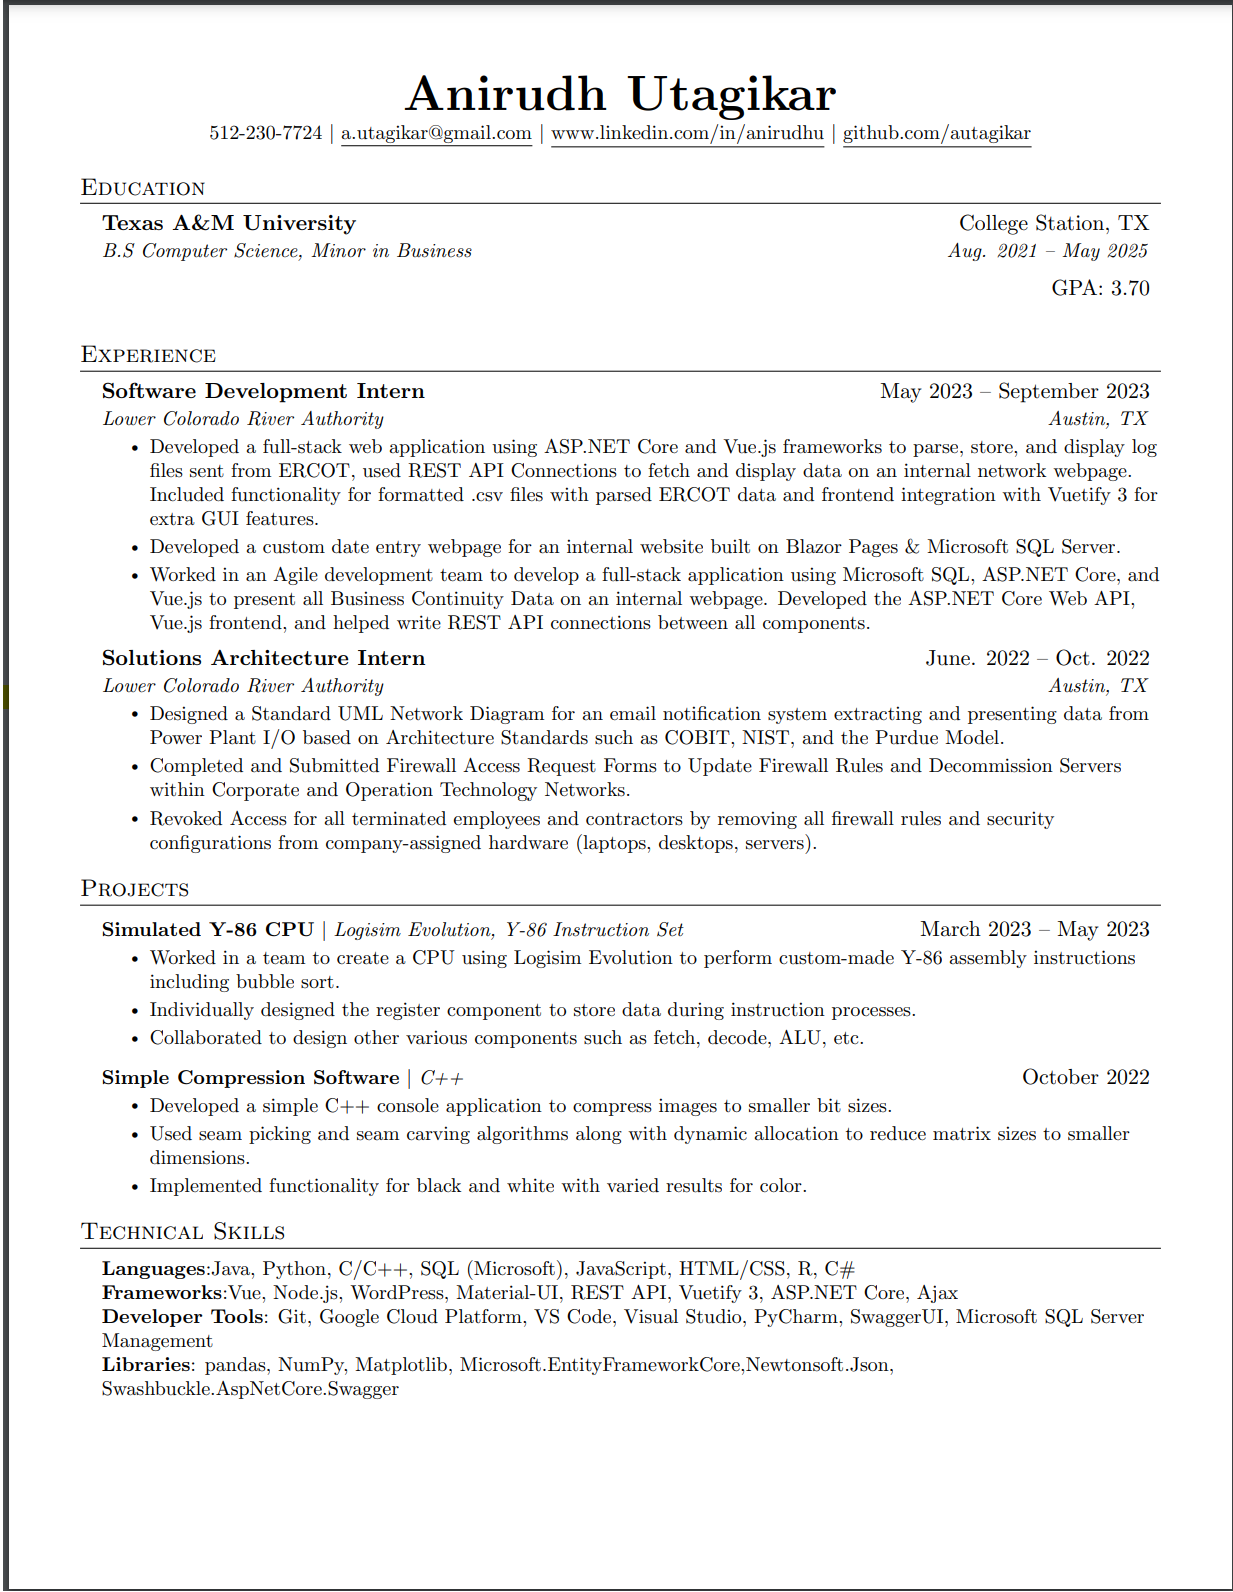 Anirudh Utagikar
512-230-7724 | a.utagikar@gmail.com | www.linkedin.com/in/anirudhu | github.com/autagikar
Education
Texas A&M University College Station, TX
B.S Computer Science, Minor in Business Aug. 2021 – May 2025
GPA: 3.70
Experience
Software Development Intern May 2023 – September 2023
Lower Colorado River Authority Austin, TX
• Developed a full-stack web application using ASP.NET Core and Vue.js frameworks to parse, store, and display log
files sent from ERCOT, used REST API Connections to fetch and display data on an internal network webpage.
Included functionality for formatted .csv files with parsed ERCOT data and frontend integration with Vuetify 3 for
extra GUI features.
• Developed a custom date entry webpage for an internal website built on Blazor Pages & Microsoft SQL Server.
• Worked in an Agile development team to develop a full-stack application using Microsoft SQL, ASP.NET Core, and
Vue.js to present all Business Continuity Data on an internal webpage. Developed the ASP.NET Core Web API,
Vue.js frontend, and helped write REST API connections between all components.
Solutions Architecture Intern June. 2022 – Oct. 2022
Lower Colorado River Authority Austin, TX
• Designed a Standard UML Network Diagram for an email notification system extracting and presenting data from
Power Plant I/O based on Architecture Standards such as COBIT, NIST, and the Purdue Model.
• Completed and Submitted Firewall Access Request Forms to Update Firewall Rules and Decommission Servers
within Corporate and Operation Technology Networks.
• Revoked Access for all terminated employees and contractors by removing all firewall rules and security
configurations from company-assigned hardware (laptops, desktops, servers).
Projects
Simulated Y-86 CPU | Logisim Evolution, Y-86 Instruction Set March 2023 – May 2023
• Worked in a team to create a CPU using Logisim Evolution to perform custom-made Y-86 assembly instructions
including bubble sort.
• Individually designed the register component to store data during instruction processes.
• Collaborated to design other various components such as fetch, decode, ALU, etc.
Simple Compression Software | C++ October 2022
• Developed a simple C++ console application to compress images to smaller bit sizes.
• Used seam picking and seam carving algorithms along with dynamic allocation to reduce matrix sizes to smaller
dimensions.
• Implemented functionality for black and white with varied results for color.
Technical Skills
Languages:Java, Python, C/C++, SQL (Microsoft), JavaScript, HTML/CSS, R, C#
Frameworks:Vue, Node.js, WordPress, Material-UI, REST API, Vuetify 3, ASP.NET Core, Ajax
Developer Tools: Git, Google Cloud Platform, VS Code, Visual Studio, PyCharm, SwaggerUI, Microsoft SQL Server
Management
Libraries: pandas, NumPy, Matplotlib, Microsoft.EntityFrameworkCore,Newtonsoft.Json,
Swashbuckle.AspNetCore.Swagger